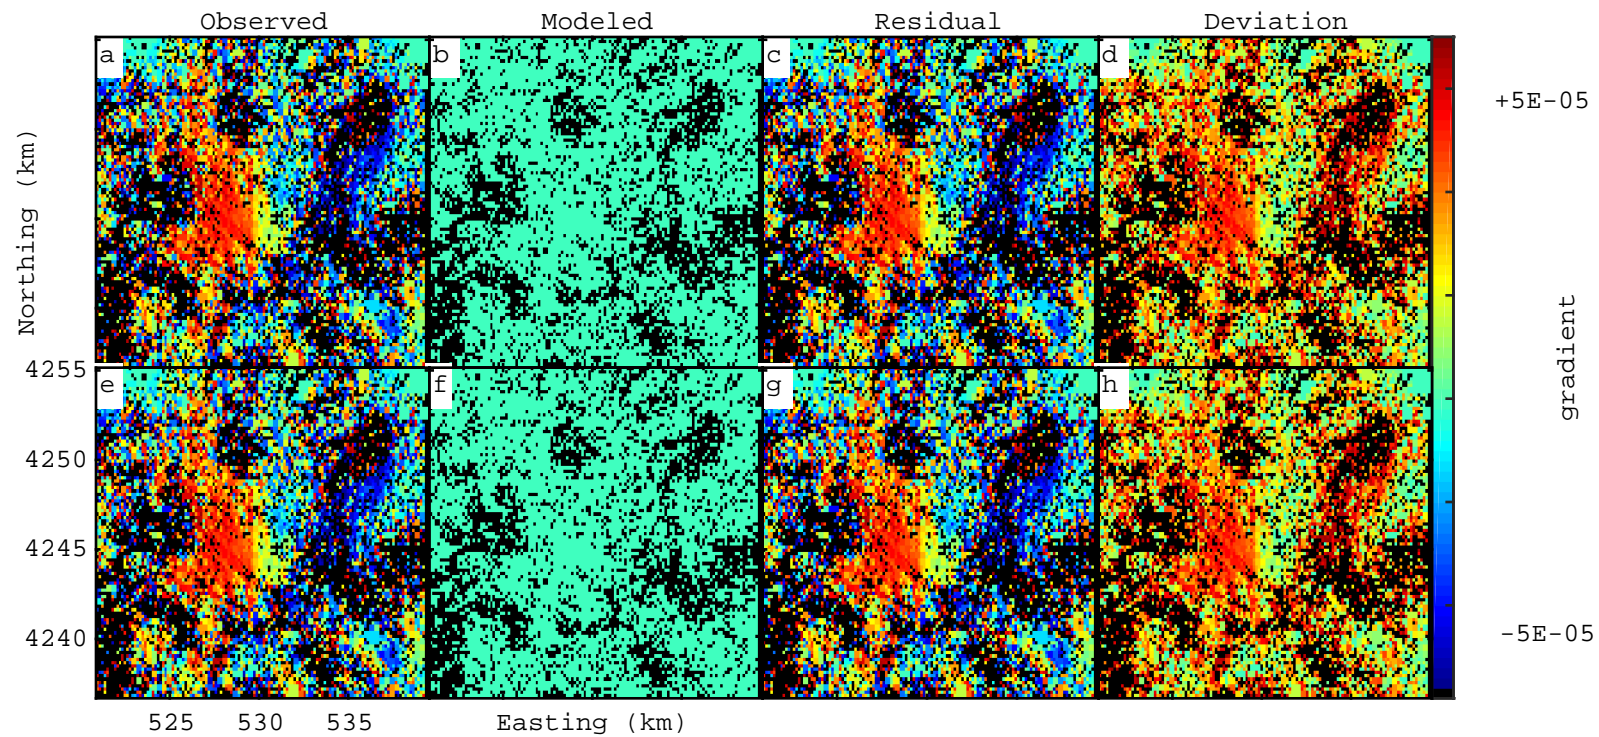 Observed Modeled Residual Deviation
a b c d
+5E-05
Northing (km)
gradient
4255
e f g h
4250
4245
-5E-05
4240
525 530 535 Easting (km)